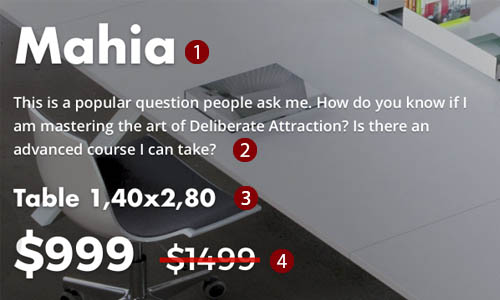 Mahia 1
This is a popular question people ask me. How do you know if I
am mastering the art of Deliberate Attraction? Is there an
advanced course I can take? 2
Table 1,40x2,80 3
$999 $1499 4